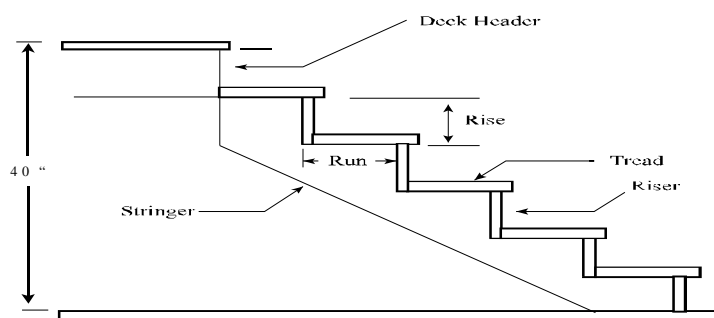 Deck Header
Rise
Run
Tread
40 “
Riser
Stringer